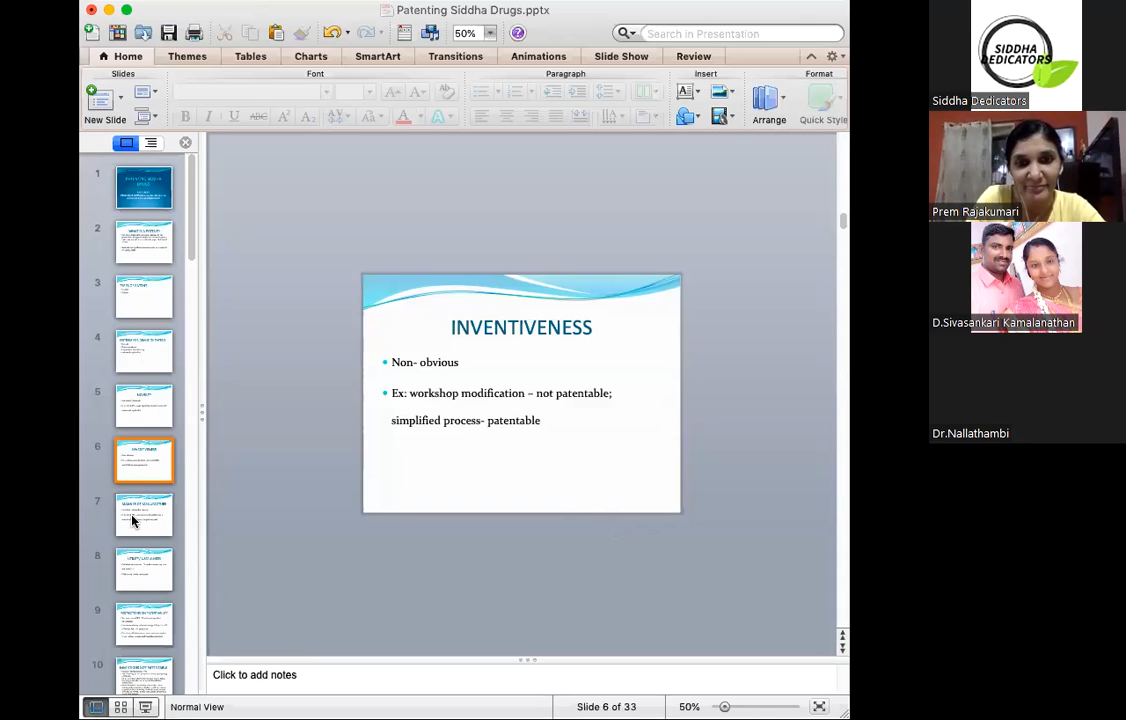 Patenting Siddha Drugs.pptx
50%
Search in Presentation
Home Themes Tables Charts SmartArt Transitions Animations Slide Show Review
Slides Font Paragraph Insert Format
New Slide
Arrange
Quick Style
1
2
3
4
5
6
7
8
9
10
INVENTIVENESS
Non- obvious
Ex: workshop modification – not patentable;
simplified process- patentable
Click to add notes
Normal View
Slide 6 of 33
50%
SIDDHA
DEDICATORS
Siddha Dedicators
Prem Rajakumari
D.Sivasankari Kamalanathan
Dr.Nallathambi